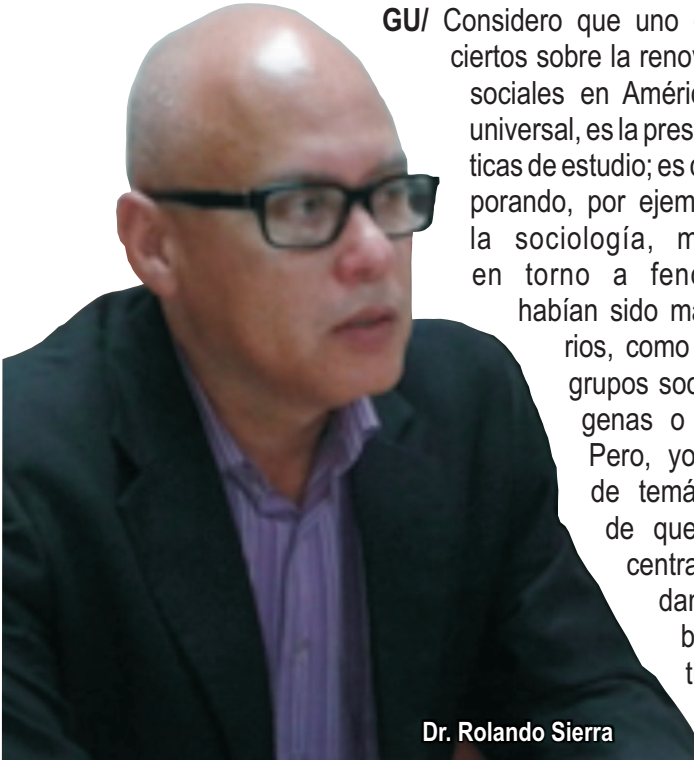 GU/ Considero que uno
ciertos sobre la renov
sociales en Améric
universal, es la pres
ticas de estudio; es
porando, por ejem
la sociología, m
en torno a fen
habían sido ma
rios, como
grupos soc
genas o
Pero, yo
de temá
de que
centra
dar
b
t
Dr. Rolando Sierra